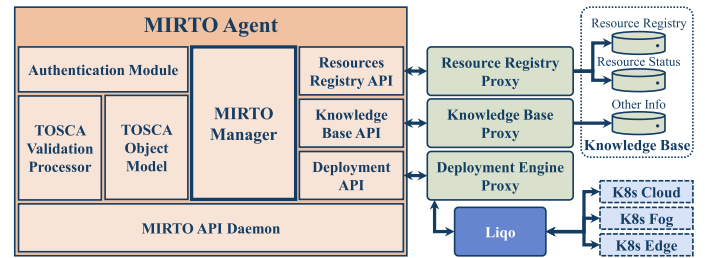 MIRTO Agent
Authentication Module
TOSCA
Validation
Processor
TOSCA
Object
Model
MIRTO
Manager
Resources
Registry API
Knowledge
Base API
Deployment
API
MIRTO API Daemon
Resource Registry
Proxy
Knowledge Base
Proxy
Deployment Engine
Proxy
Liqo
Resource Registry
Resource Status
Other Info
Knowledge Base
K8s Cloud
K8s Fog
K8s Edge